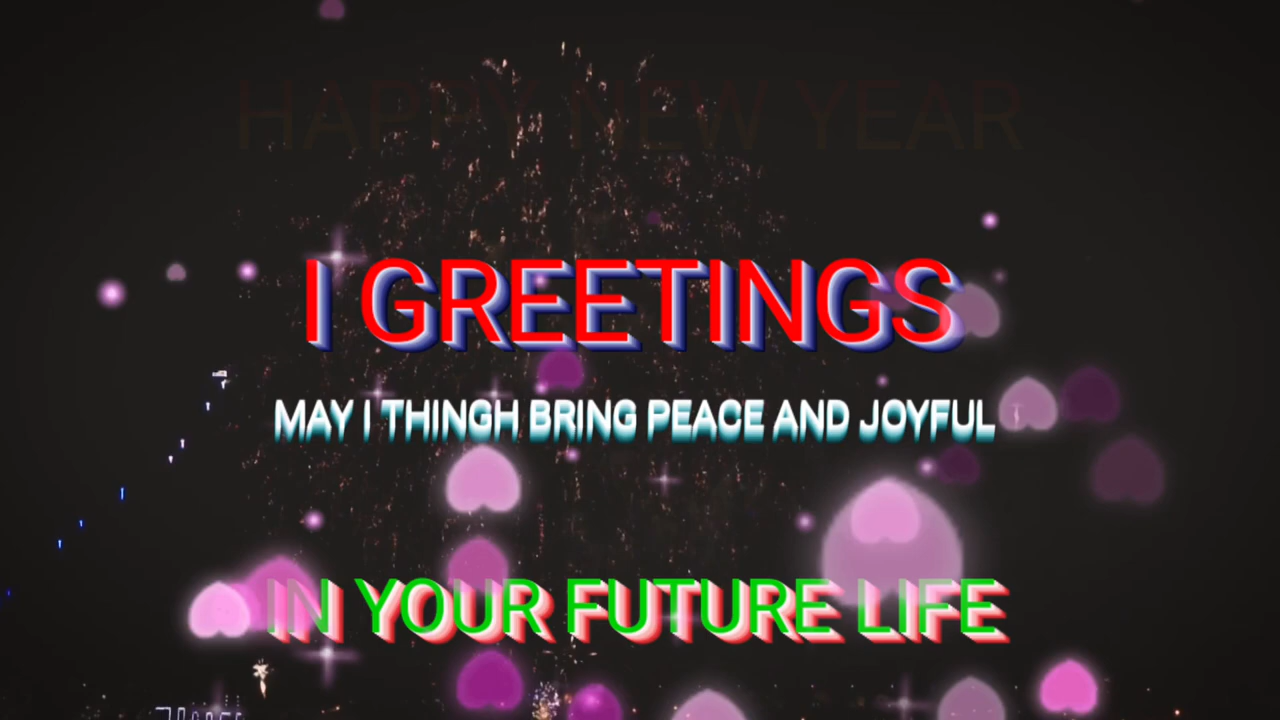 HAPPY NEW YEAR
I GREETINGS
MAY I THINGH BRING PEACE AND JOYFUL
IN YOUR FUTURE LIFE